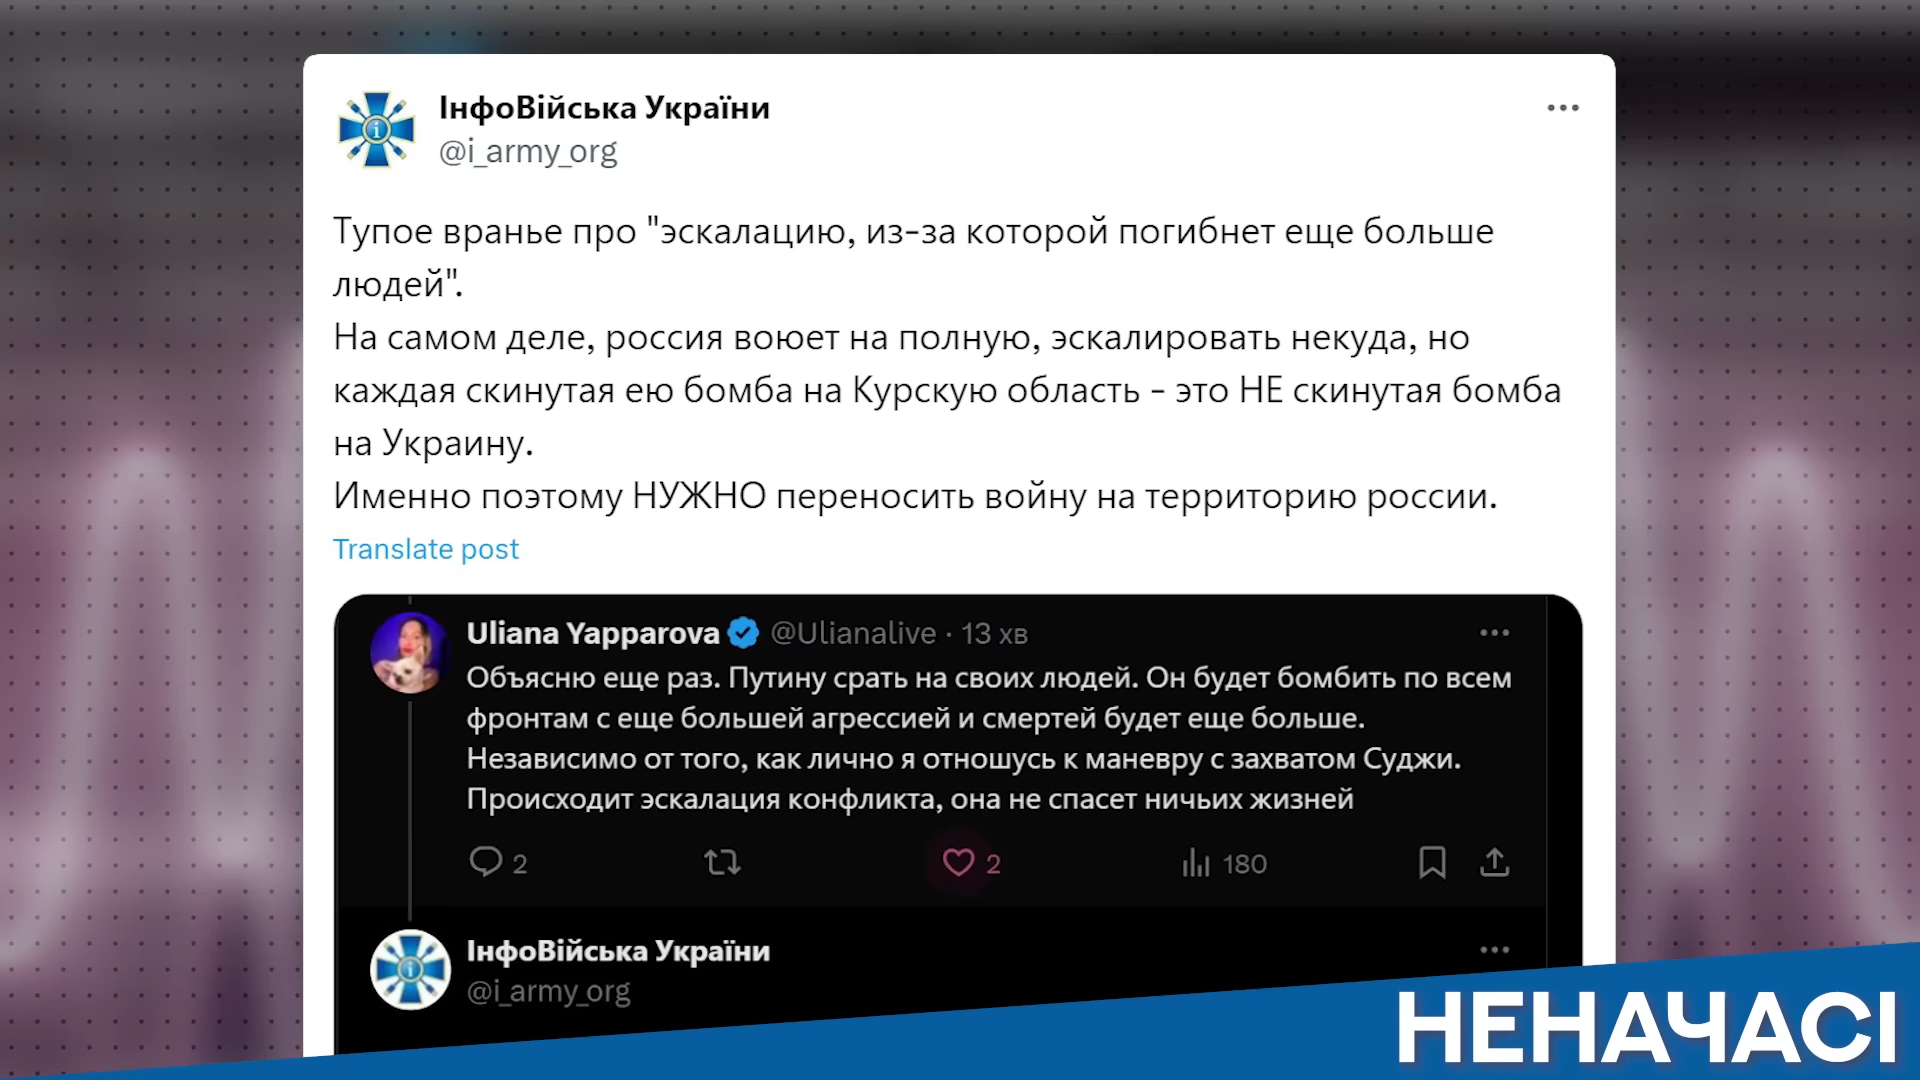 ІнфоВійська України
@i_army_org
Тупое вранье про "эскалацию, из-за которой погибнет еще больше
людей".
На самом деле, россия воюет на полную, эскалировать некуда, но
каждая скинутая ею бомба на Курскую область - это НЕ скинутая бомба
на Украину.
Именно поэтому НУЖНО переносить войну на территорию россии.
Translate post
Uliana Yapparova @Ulianalive · 13 хв
Объясню еще раз. Путину срать на своих людей. Он будет бомбить по всем
фронтам с еще большей агрессией и смертей будет еще больше.
Независимо от того, как лично я отношусь к маневру с захватом Суджи.
Происходит эскалация конфликта, она не спасет ничьих жизней
2 2 180
ІнфоВійська України
@i_army_org
НЕНАЧАСІ